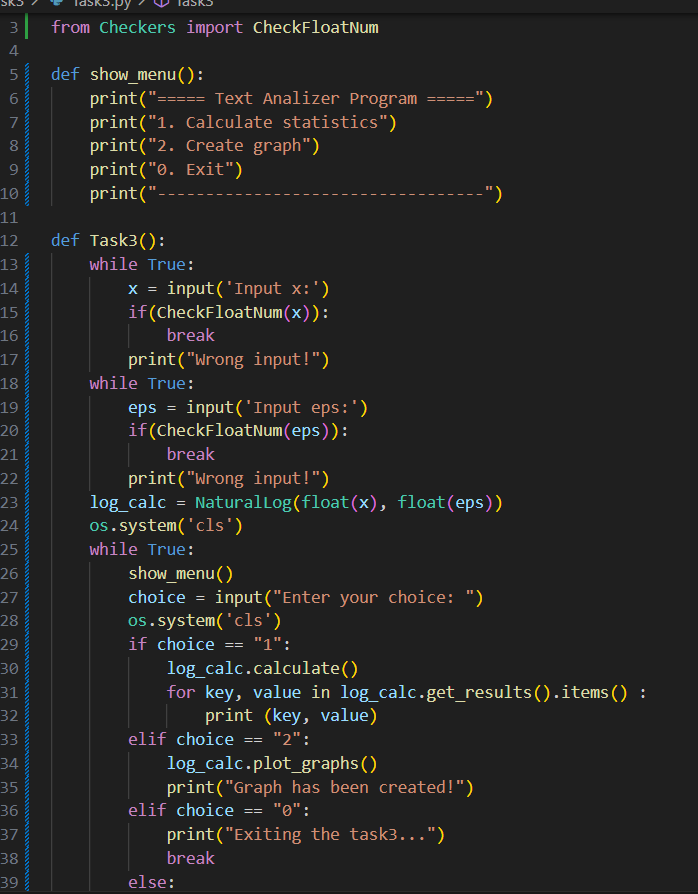 sk3 > Task3.py > Task3
3 from Checkers import CheckFloatNum
4
5 def show_menu():
6 print("===== Text Analizer Program =====")
7 print("1. Calculate statistics")
8 print("2. Create graph")
9 print("0. Exit")
10 print("----------------------------------")
11
12 def Task3():
13 while True:
14 x = input('Input x:')
15 if(CheckFloatNum(x)):
16 break
17 print("Wrong input!")
18 while True:
19 eps = input('Input eps:')
20 if(CheckFloatNum(eps)):
21 break
22 print("Wrong input!")
23 log_calc = NaturalLog(float(x), float(eps))
24 os.system('cls')
25 while True:
26 show_menu()
27 choice = input("Enter your choice: ")
28 os.system('cls')
29 if choice == "1":
30 log_calc.calculate()
31 for key, value in log_calc.get_results().items() :
32 print (key, value)
33 elif choice == "2":
34 log_calc.plot_graphs()
35 print("Graph has been created!")
36 elif choice == "0":
37 print("Exiting the task3...")
38 break
39 else: